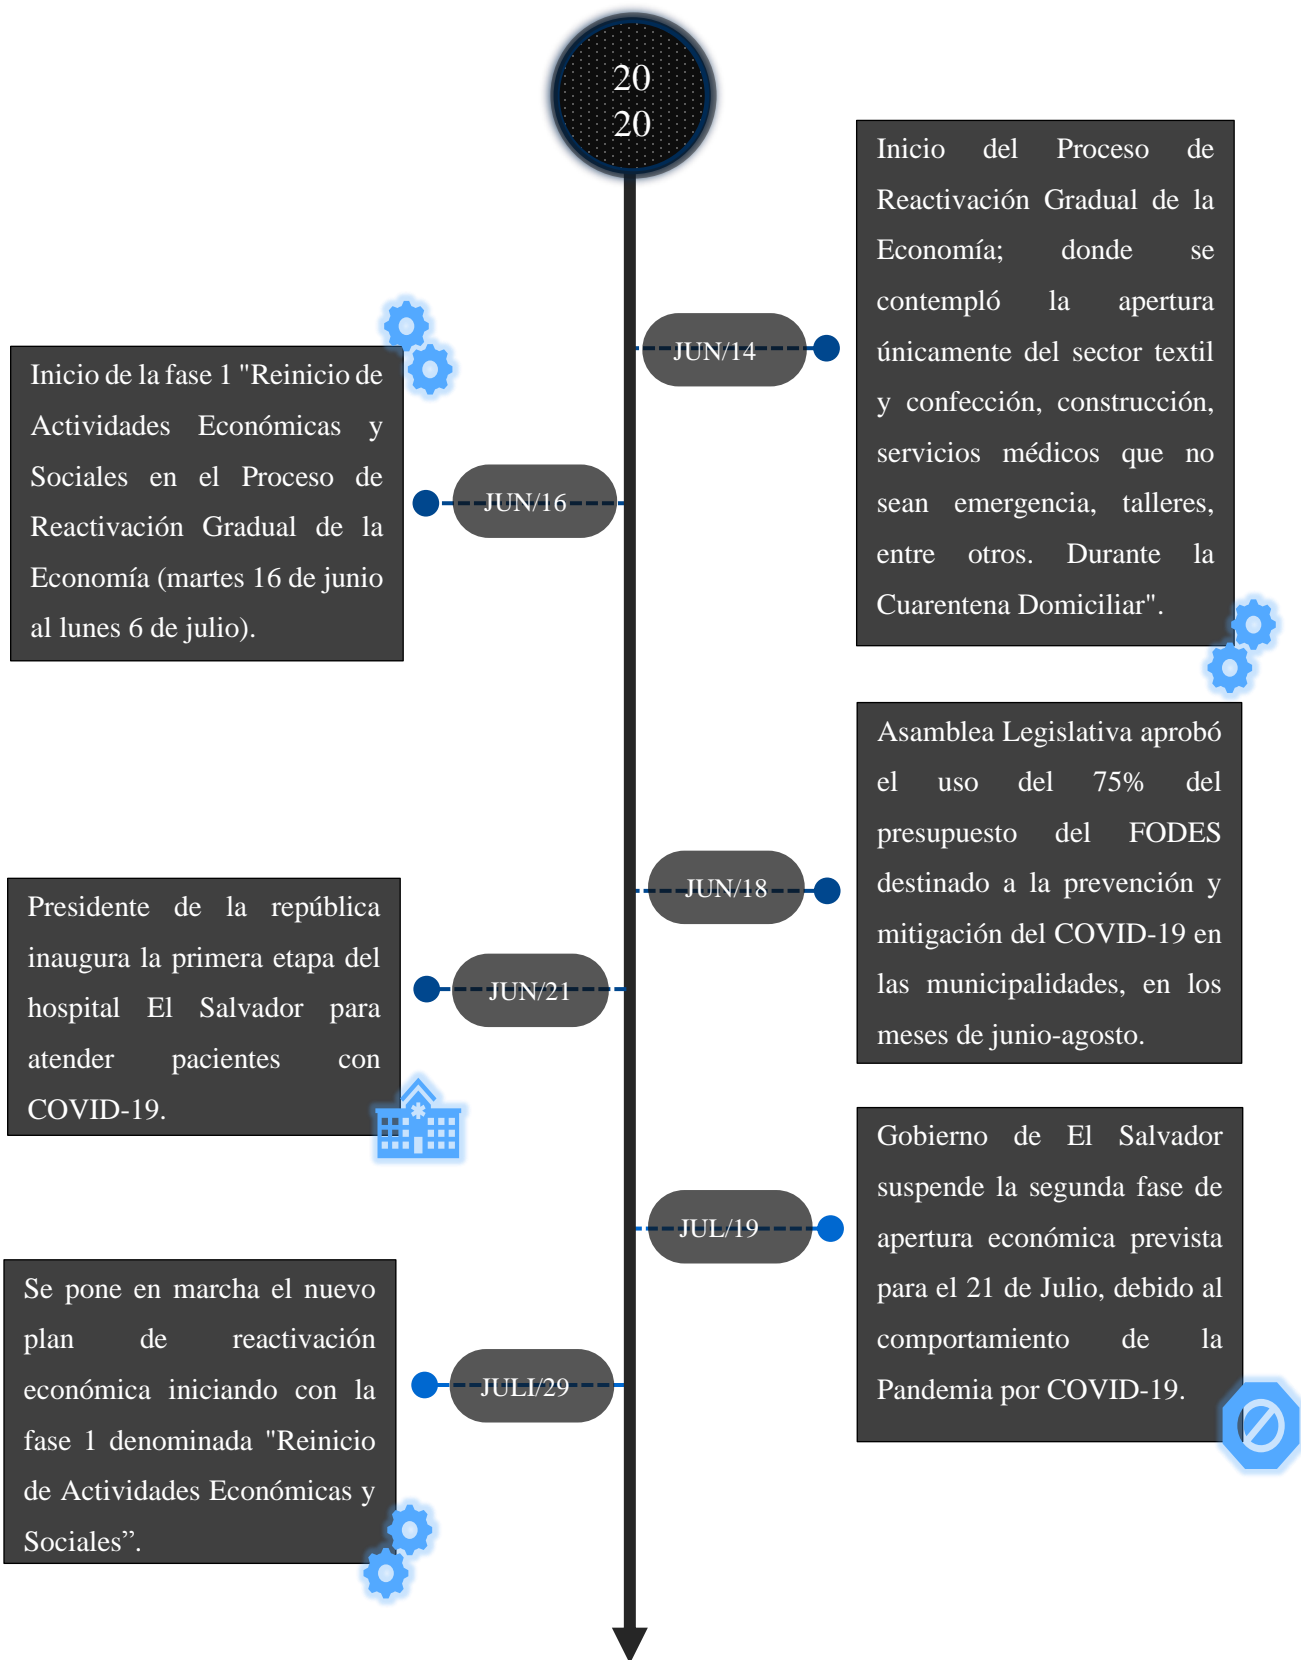 20
20
JUN/14
Inicio del Proceso de
Reactivación Gradual de la
Economía; donde se
contempló la apertura
únicamente del sector textil
y confección, construcción,
servicios médicos que no
sean emergencia, talleres,
entre otros. Durante la
Cuarentena Domiciliar".
JUN/16
Inicio de la fase 1 "Reinicio de
Actividades Económicas y
Sociales en el Proceso de
Reactivación Gradual de la
Economía (martes 16 de junio
al lunes 6 de julio).
JUN/18
Asamblea Legislativa aprobó
el uso del 75% del
presupuesto del FODES
destinado a la prevención y
mitigación del COVID-19 en
las municipalidades, en los
meses de junio-agosto.
JUN/21
Presidente de la república
inaugura la primera etapa del
hospital El Salvador para
atender pacientes con
COVID-19.
JUL/19
Gobierno de El Salvador
suspende la segunda fase de
apertura económica prevista
para el 21 de Julio, debido al
comportamiento de la
Pandemia por COVID-19.
JULI/29
Se pone en marcha el nuevo
plan de reactivación
económica iniciando con la
fase 1 denominada "Reinicio
de Actividades Económicas y
Sociales”.